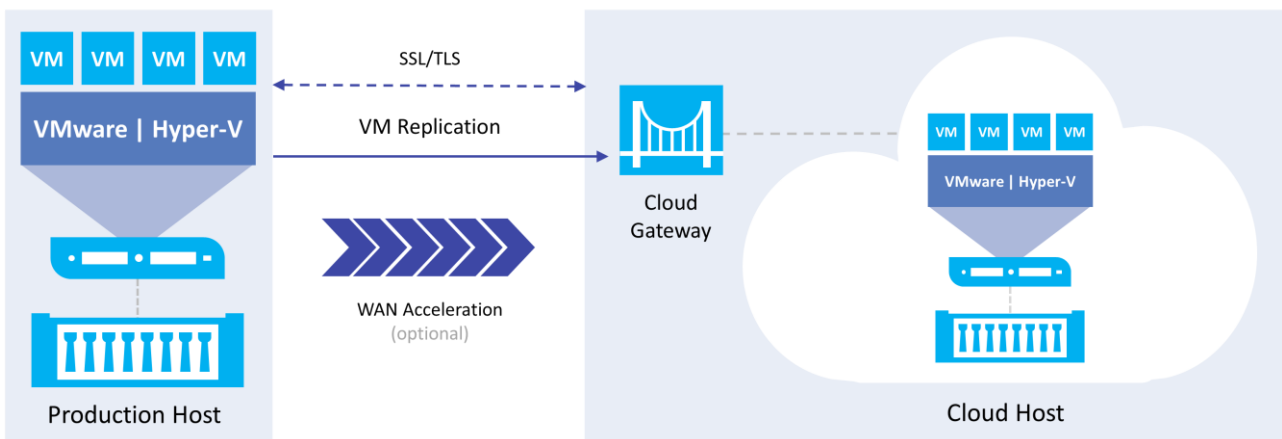 VM VM VM VM
VMware | Hyper-V
Production Host
SSL/TLS
VM Replication
WAN Acceleration
(optional)
Cloud
Gateway
VM VM VM VM
VMware | Hyper-V
Cloud Host